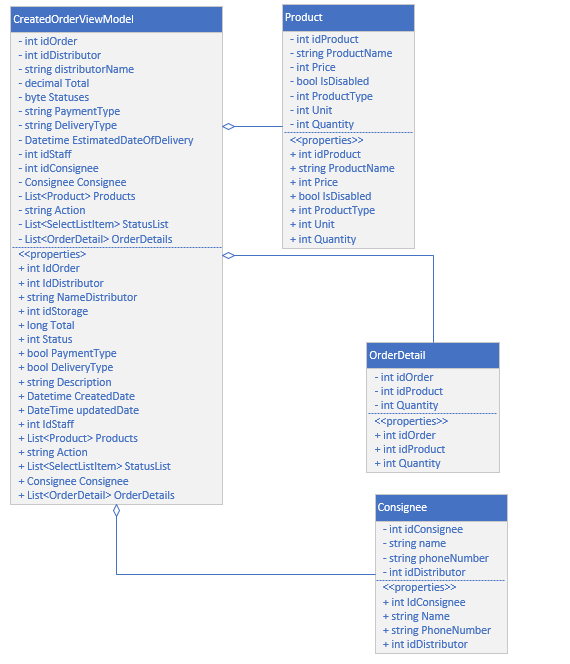 CreatedOrderViewModel
- int idOrder
- int idDistributor
- string distributorName
- decimal Total
- byte Statuses
- string PaymentType
- string DeliveryType
- Datetime EstimatedDateOfDelivery
- int idStaff
- int idConsignee
- Consignee Consignee
- List<Product> Products
- string Action
- List<SelectListItem> StatusList
- List<OrderDetail> OrderDetails
<<properties>
+ int IdOrder
+ int IdDistributor
+ string NameDistributor
+ int idStorage
+ long Total
+ int Status
+ bool PaymentType
+ bool DeliveryType
+ string Description
+ Datetime CreatedDate
+ DateTime updatedDate
+ int IdStaff
+ List<Product> Products
+ string Action
+ List<SelectListItem> StatusList
+ Consignee Consignee
+ List<OrderDetail> OrderDetails
Product
- int idProduct
- string ProductName
- int Price
- bool IsDisabled
- int ProductType
- int Unit
- int Quantity
<<properties>>
+ int idProduct
+ string ProductName
+ int Price
+ bool IsDisabled
+ int ProductType
+ int Unit
+ int Quantity
OrderDetail
- int idOrder
- int idProduct
- int Quantity
<<properties>>
+ int idOrder
+ int idProduct
+ int Quantity
Consignee
- int idConsignee
- string name
- string phoneNumber
- int idDistributor
<<properties>>
+ int IdConsignee
+ string Name
+ string PhoneNumber
+ int idDistributor